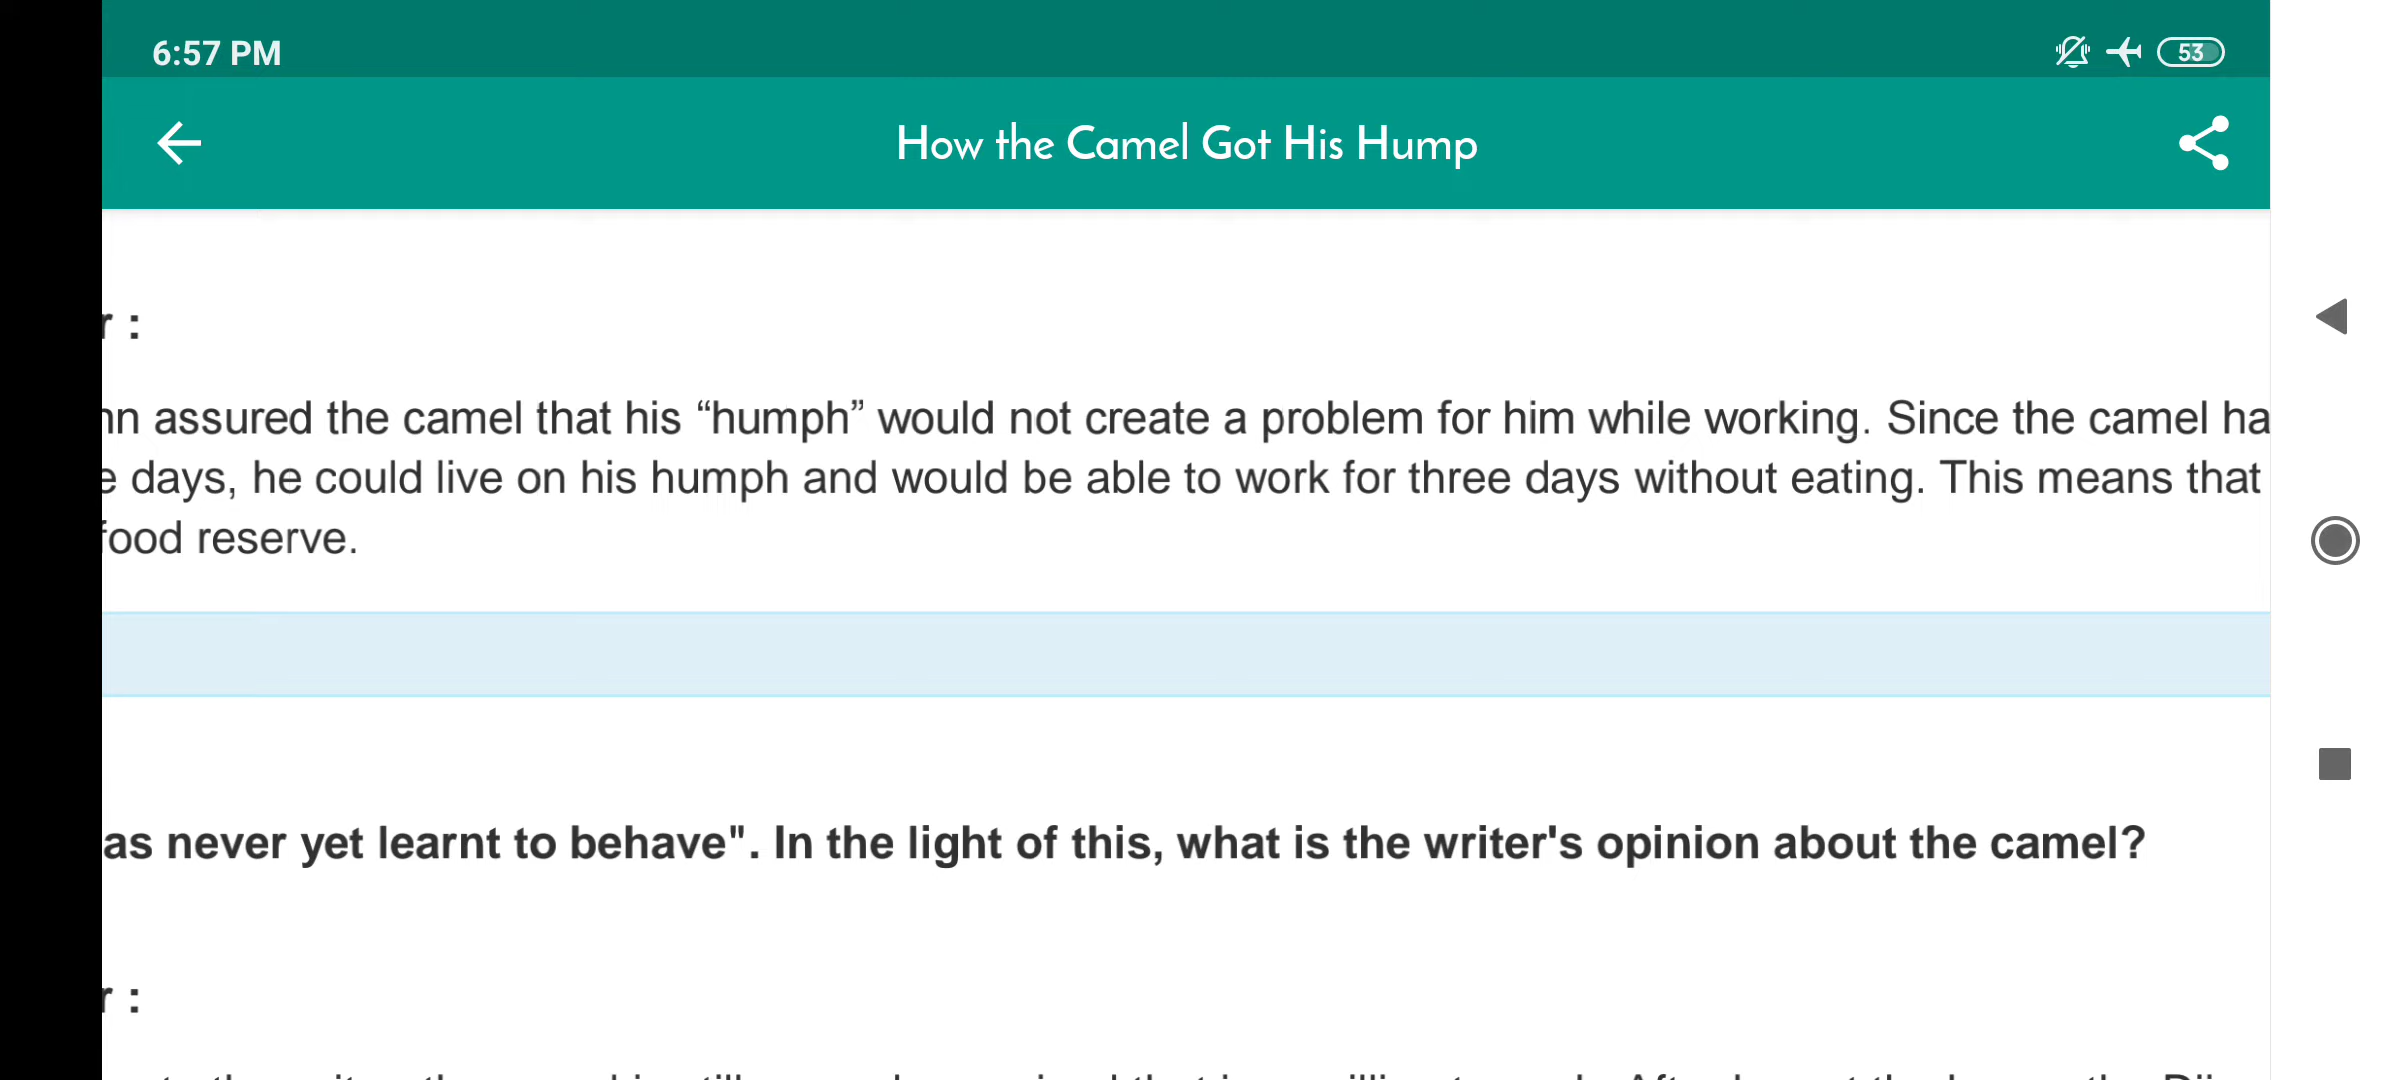 6:57 PM
53
How the Camel Got His Hump
r :
nn assured the camel that his “humph” would not create a problem for him while working. Since the camel ha
e days, he could live on his humph and would be able to work for three days without eating. This means that
food reserve.
as never yet learnt to behave". In the light of this, what is the writer's opinion about the camel?
r :